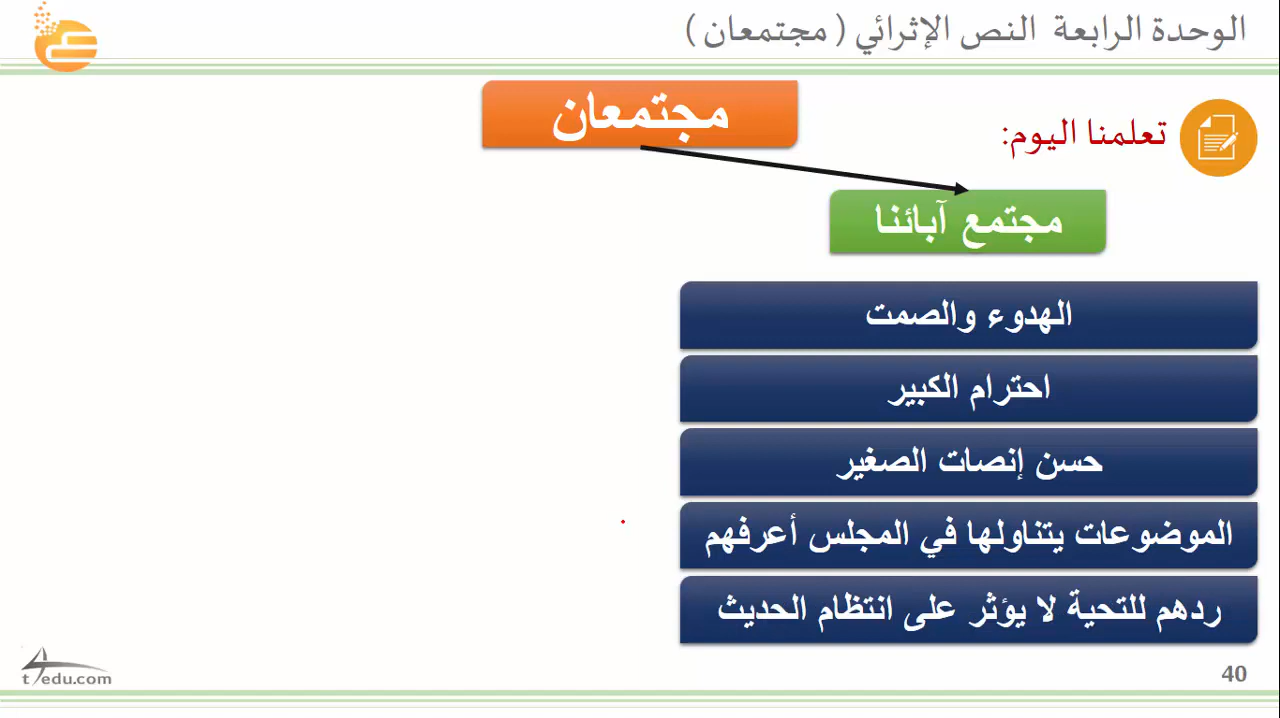 الوحدة الرابعة النص الإثرائي ( مجتمعان )
مجتمعان
تعلمنا اليوم:
مجتمع آبائنا
الهدوء والصمت
احترام الكبير
حسن إنصات الصغير
الموضوعات يتناولها في المجلس أعرفهم
ردهم للتحية لا يؤثر على انتظام الحديث
t4edu.com
40